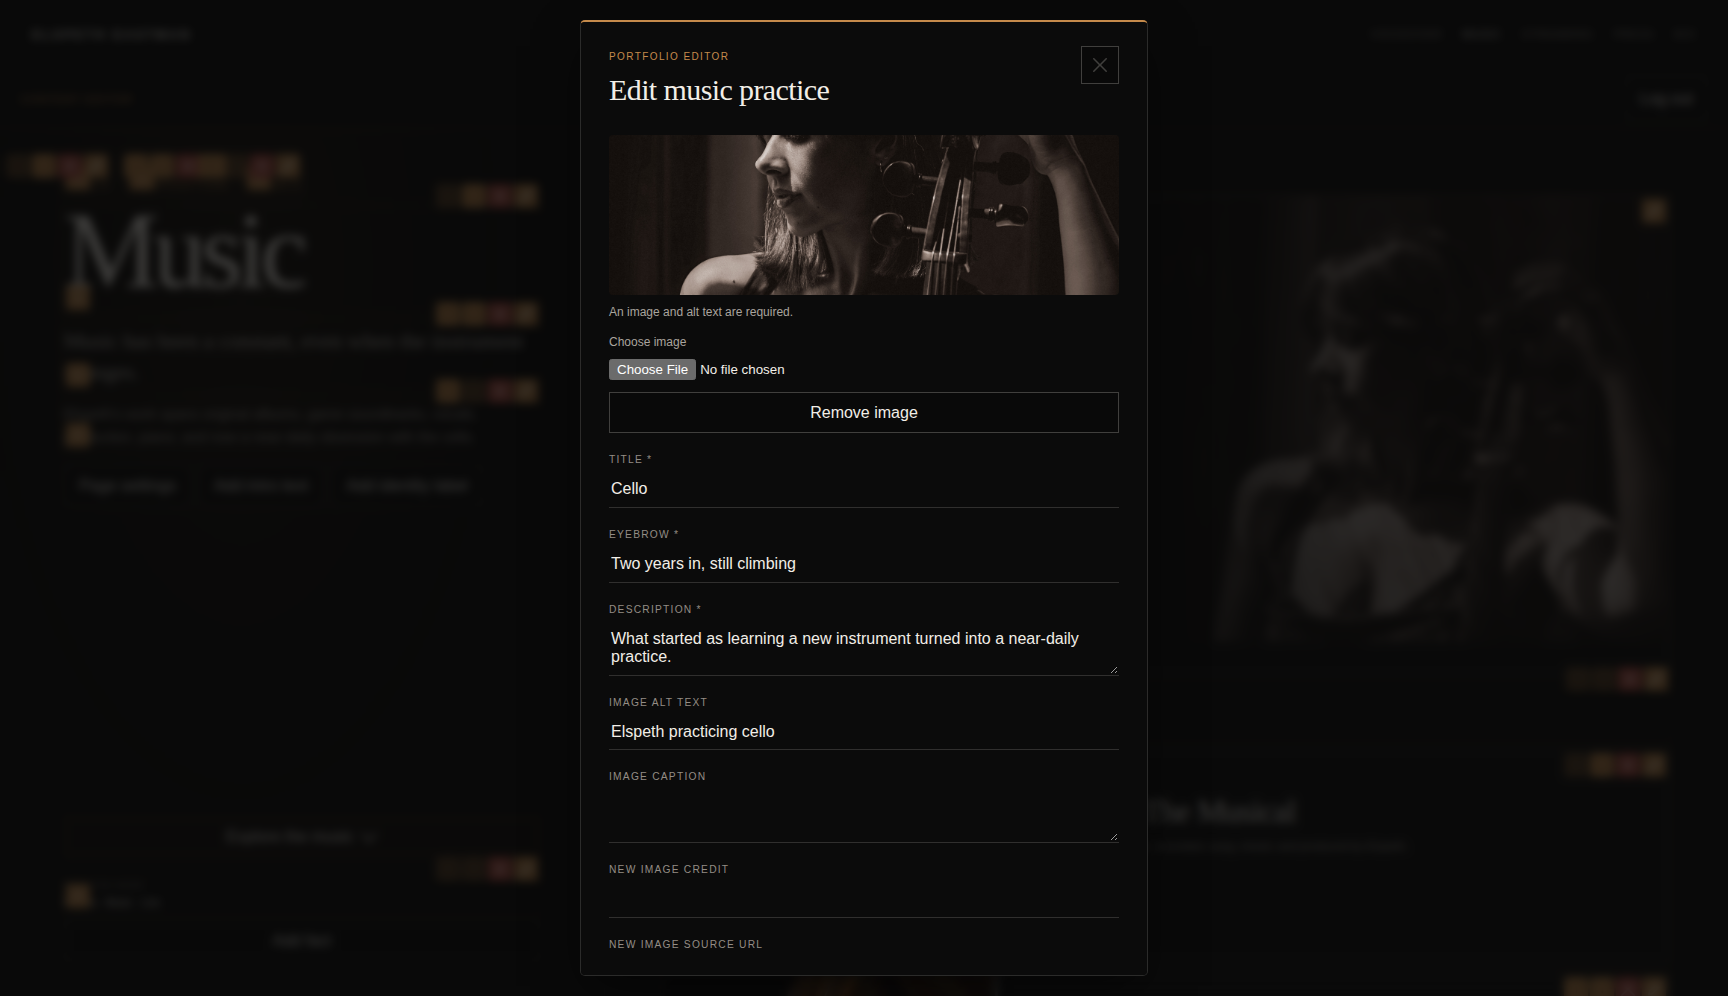 PORTFOLIO EDITOR
Edit music practice
An image and alt text are required.
Choose image
Choose File No file chosen
Remove image
TITLE *
Cello
EYEBROW *
Two years in, still climbing
DESCRIPTION *
What started as learning a new instrument turned into a near-daily
practice.
IMAGE ALT TEXT
Elspeth practicing cello
IMAGE CAPTION
NEW IMAGE CREDIT
NEW IMAGE SOURCE URL
Music
The Musical